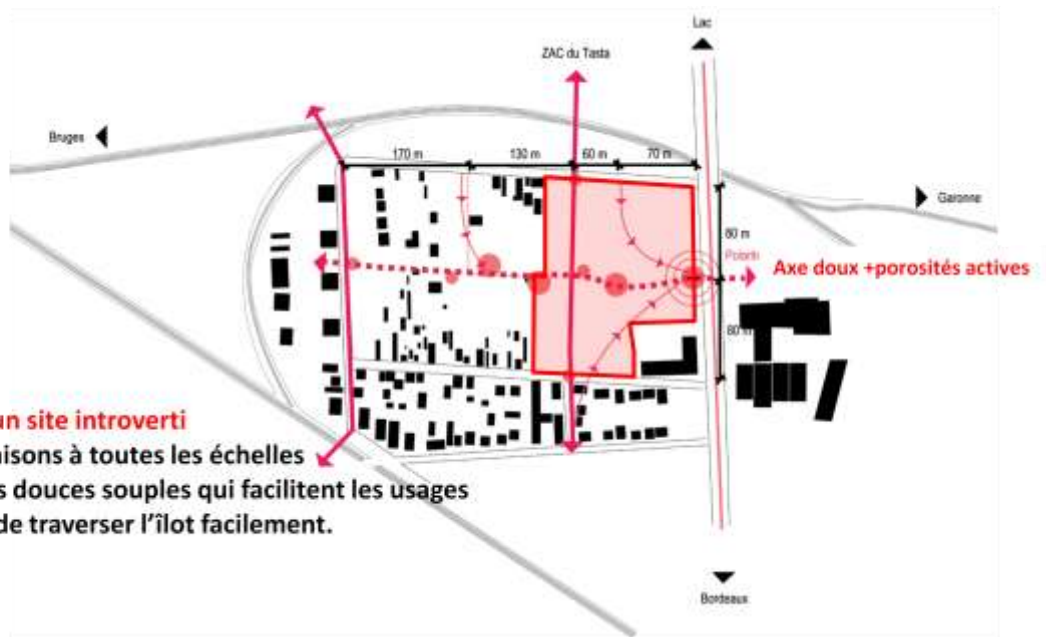 Lac
ZAC du Tasta
Bruges
170 m
130 m
60 m
70 m
Garonne
80 m
Polarité
Axe doux +porosités actives
80 m
un site introverti
isons à toutes les échelles
s douces souples qui facilitent les usages
de traverser l'îlot facilement.
Bordeaux